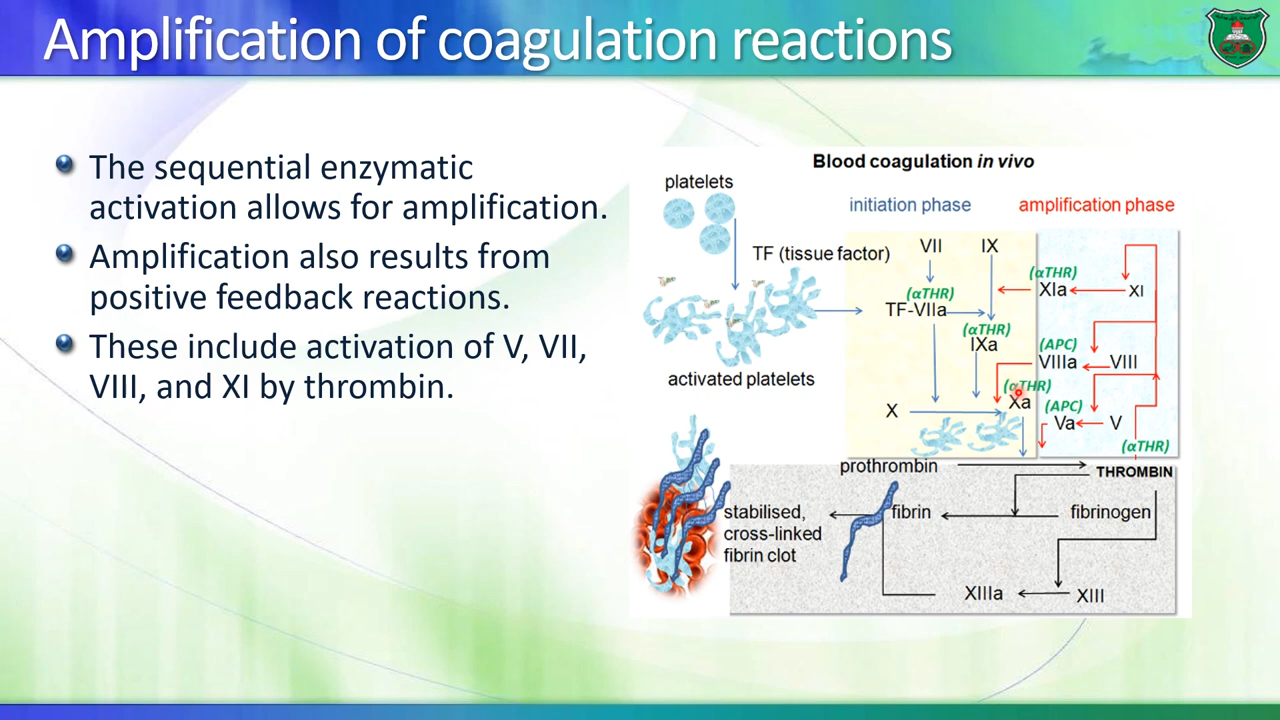 Amplification of coagulation reactions
The sequential enzymatic
activation allows for amplification.
Amplification also results from
positive feedback reactions.
These include activation of V, VII,
VIII, and XI by thrombin.
Blood coagulation in vivo
platelets
initiation phase
amplification phase
TF (tissue factor)
VII
IX
(αTHR)
XIa
XI
(αTHR)
TF-VIIa
(αTHR)
IXa
(APC)
VIIIa
VIII
activated platelets
(αTHR)
Xa
X
(APC)
Va
V
(αTHR)
prothrombin
THROMBIN
stabilised,
cross-linked
fibrin clot
fibrin
fibrinogen
XIIIa
XIII